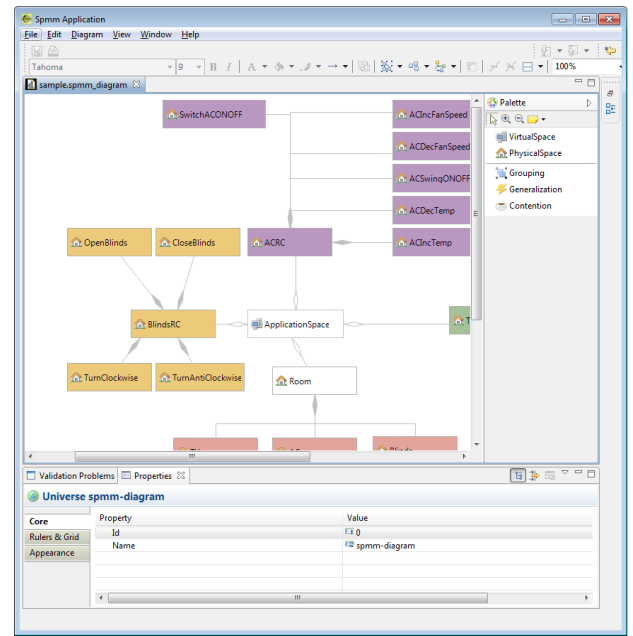 Spmm Application
File Edit Diagram View Window Help
Tahoma 9 B I A 100%
sample.spmm_diagram
SwitchACONOFF
ACIncFanSpeed
ACDecFanSpeed
ACSwingONOFF
ACDecTemp
OpenBlinds CloseBlinds ACRC ACIncTemp
BlindsRC ApplicationSpace T
TurnClockwise TurnAntiClockwise Room
Palette
VirtualSpace
PhysicalSpace
Grouping
Generalization
Contention
Validation Problems Properties
Universe spmm-diagram
Core
Rulers & Grid
Appearance
Property Value
Id 0
Name spmm-diagram